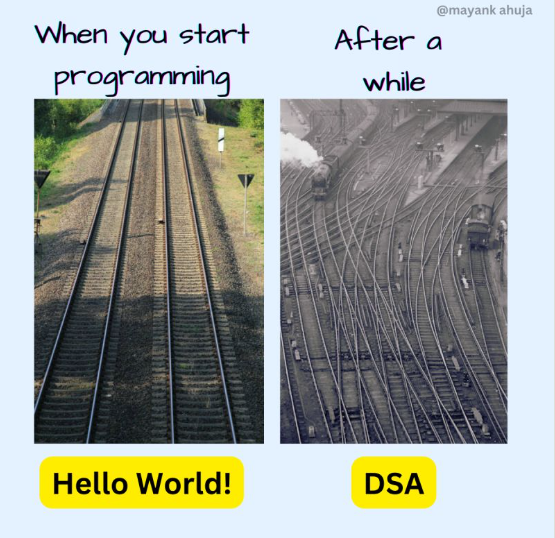 @mayank ahuja
When you start
programming
After a
while
Hello World!
DSA